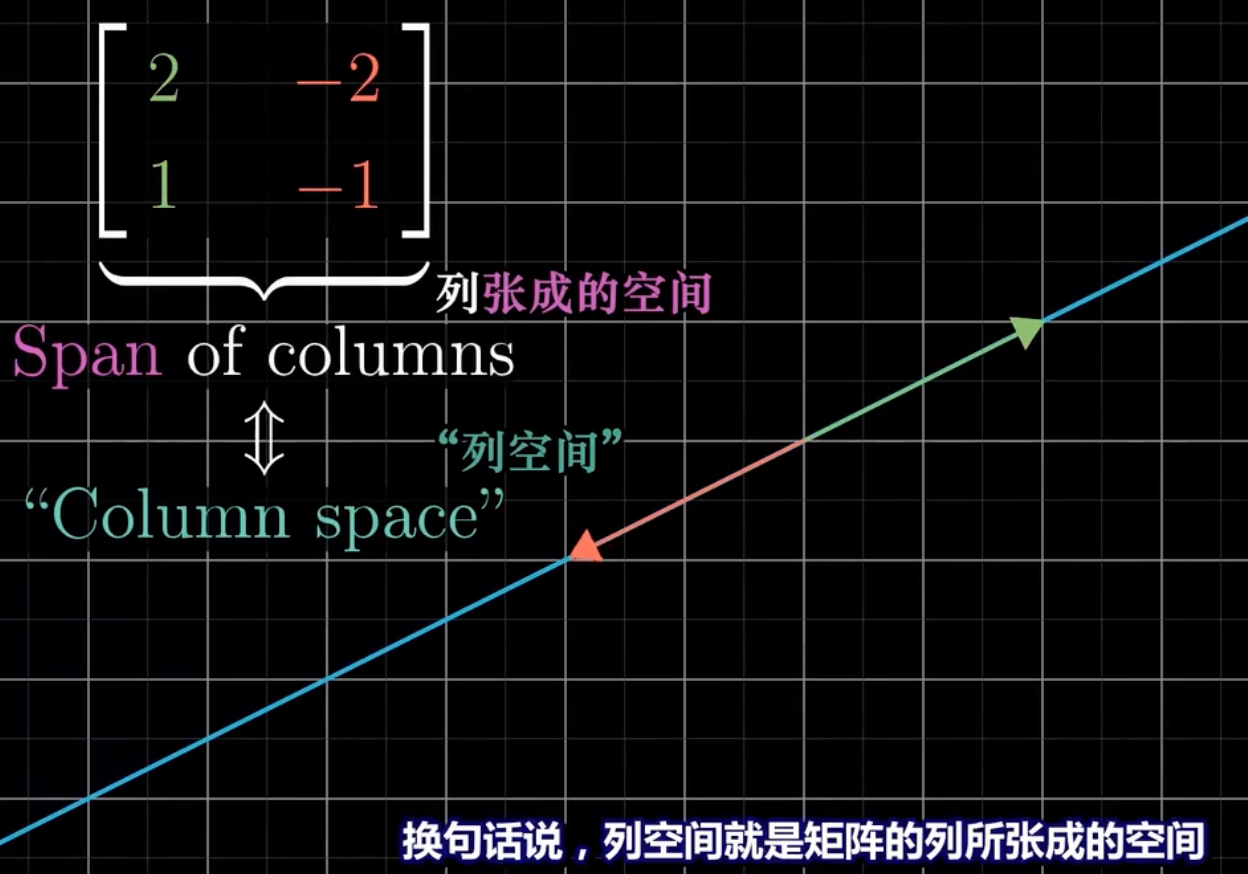 2 −2
1 −1
列张成的空间
Span of columns
⇕
“列空间”
“Column space”
换句话说，列空间就是矩阵的列所张成的空间